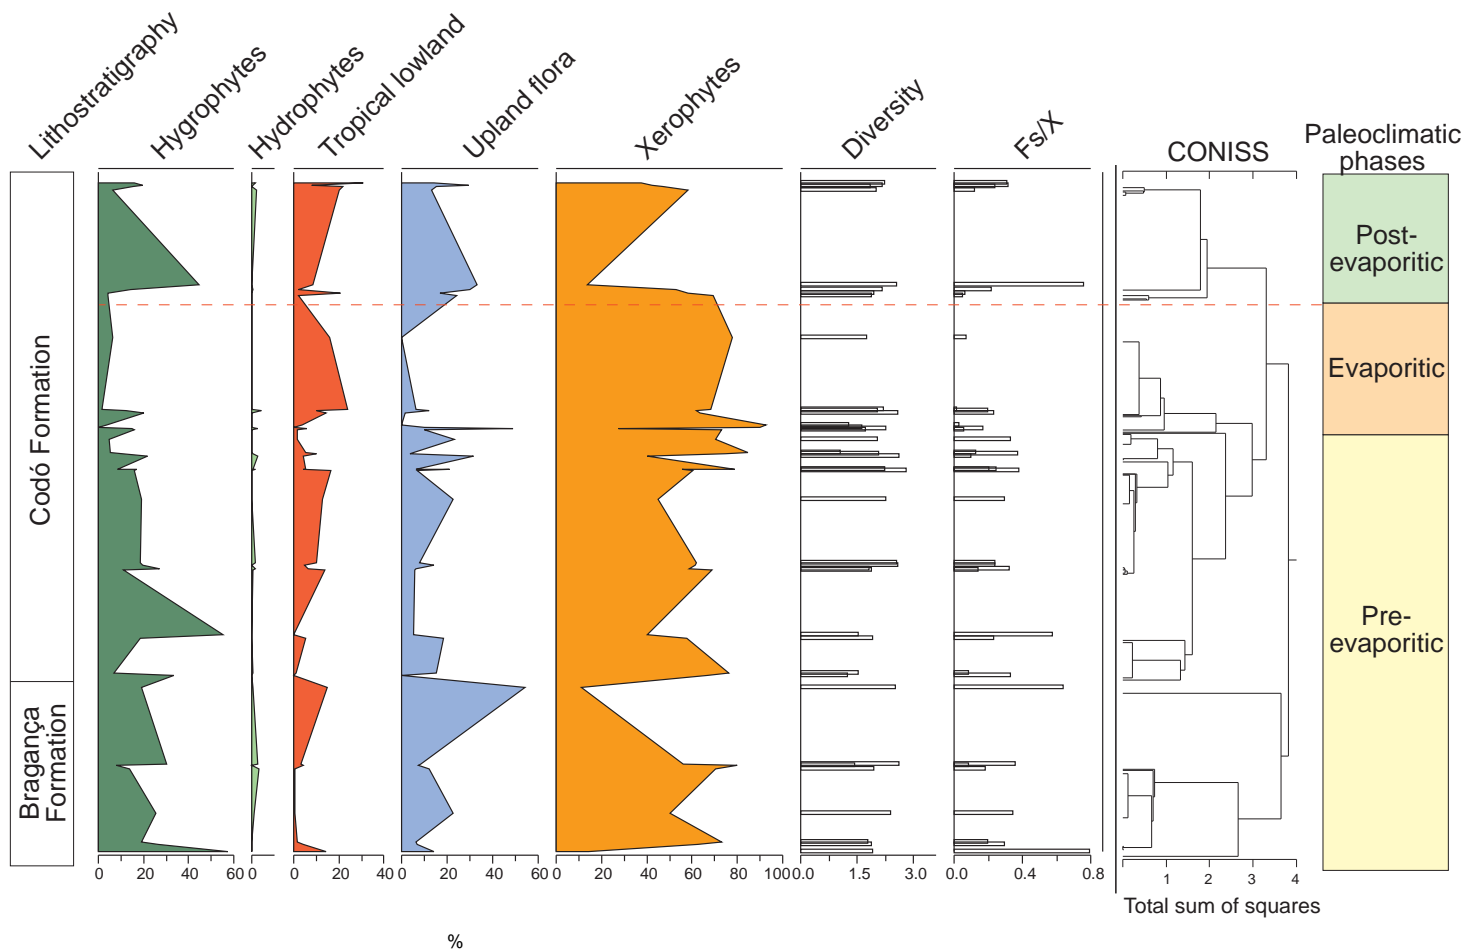 Lithostratigraphy
Hygrophytes
Hydrophytes
Tropical lowland
Upland flora
Xerophytes
Diversity
Fs/X
CONISS
Paleoclimatic
phases
Codó Formation
Bragança
Formation
Post-
evaporitic
Evaporitic
Pre-
evaporitic
0 20 40 60
0
0 20 40
0 20 40 60
0 20 40 60 80 100
0.0 1.5 3.0
0.0 0.4 0.8
1 2 3 4
Total sum of squares
%